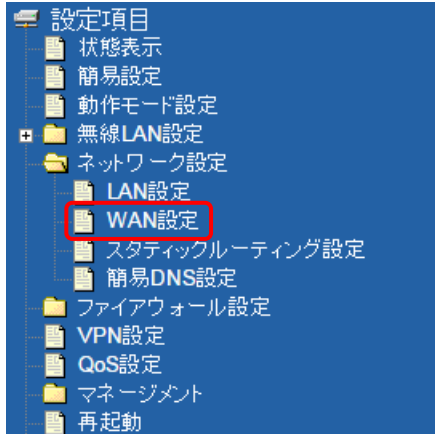 設定項目
状態表示
簡易設定
動作モード設定
無線LAN設定
ネットワーク設定
LAN設定
WAN設定
スタティックルーティング設定
簡易DNS設定
ファイアウォール設定
VPN設定
QoS設定
マネージメント
再起動